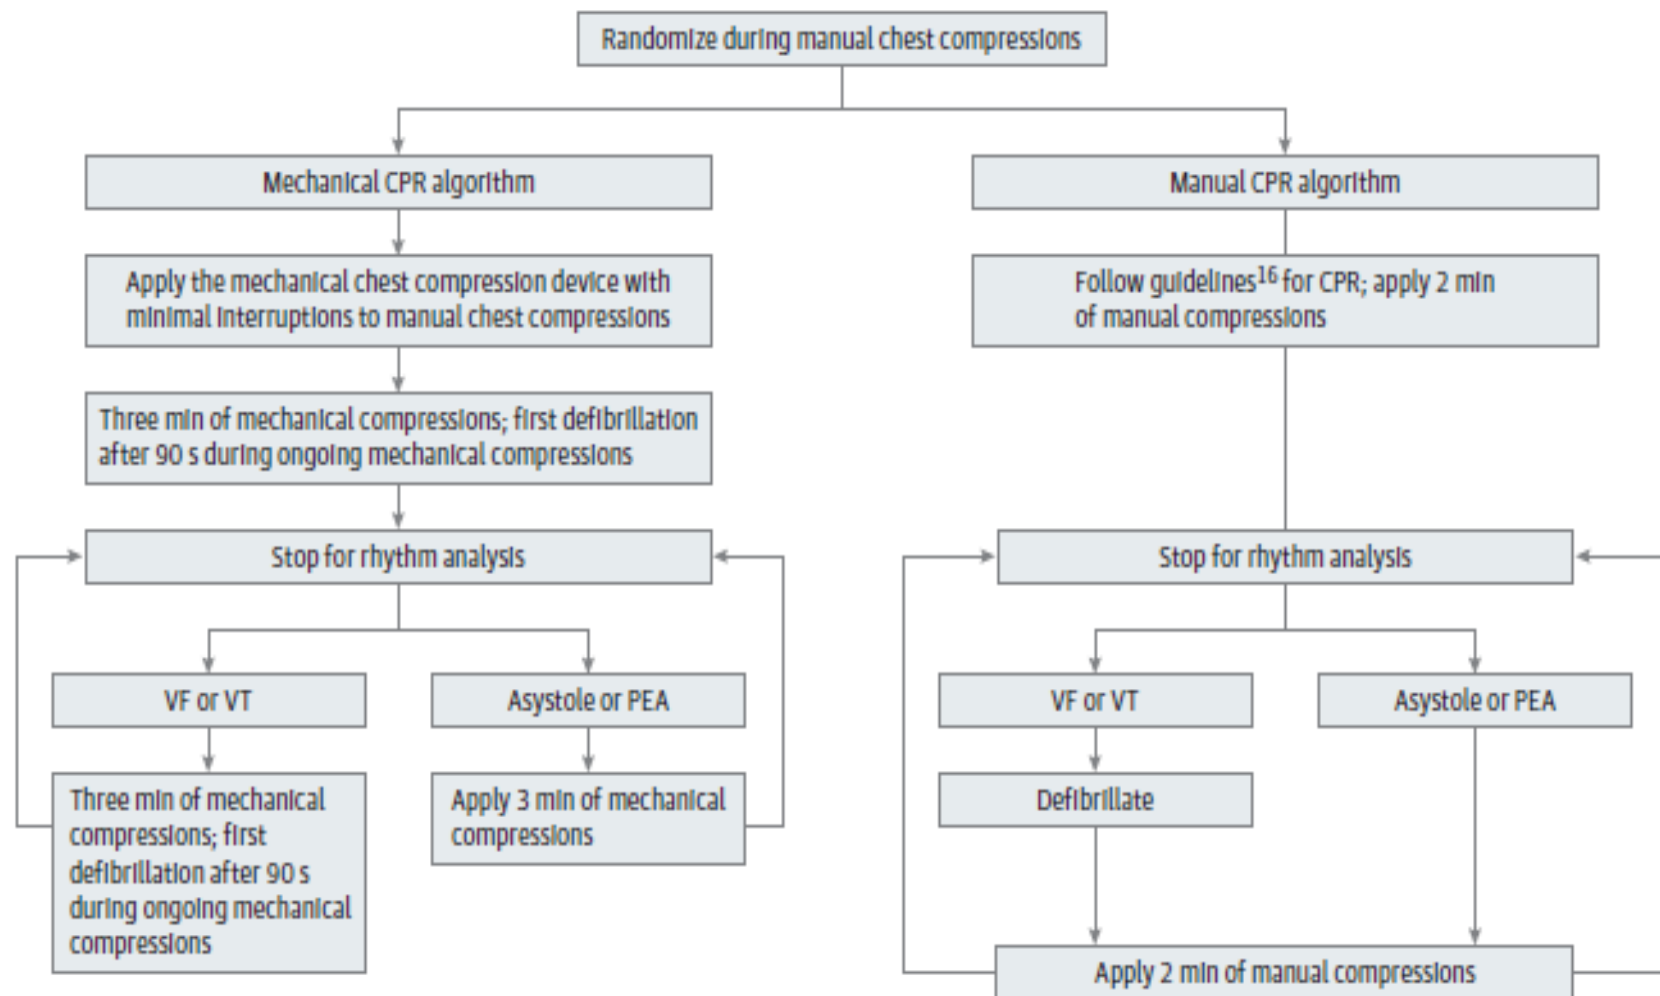 Randomize during manual chest compressions
Mechanical CPR algorithm
Apply the mechanical chest compression device with
minimal interruptions to manual chest compressions
Three min of mechanical compressions; first defibrillation
after 90 s during ongoing mechanical compressions
Stop for rhythm analysis
VF or VT
Three min of mechanical
compressions; first
defibrillation after 90 s
during ongoing mechanical
compressions
Asystole or PEA
Apply 3 min of mechanical
compressions
Manual CPR algorithm
Follow guidelines16 for CPR; apply 2 min
of manual compressions
Stop for rhythm analysis
VF or VT
Defibrillate
Asystole or PEA
Apply 2 min of manual compressions